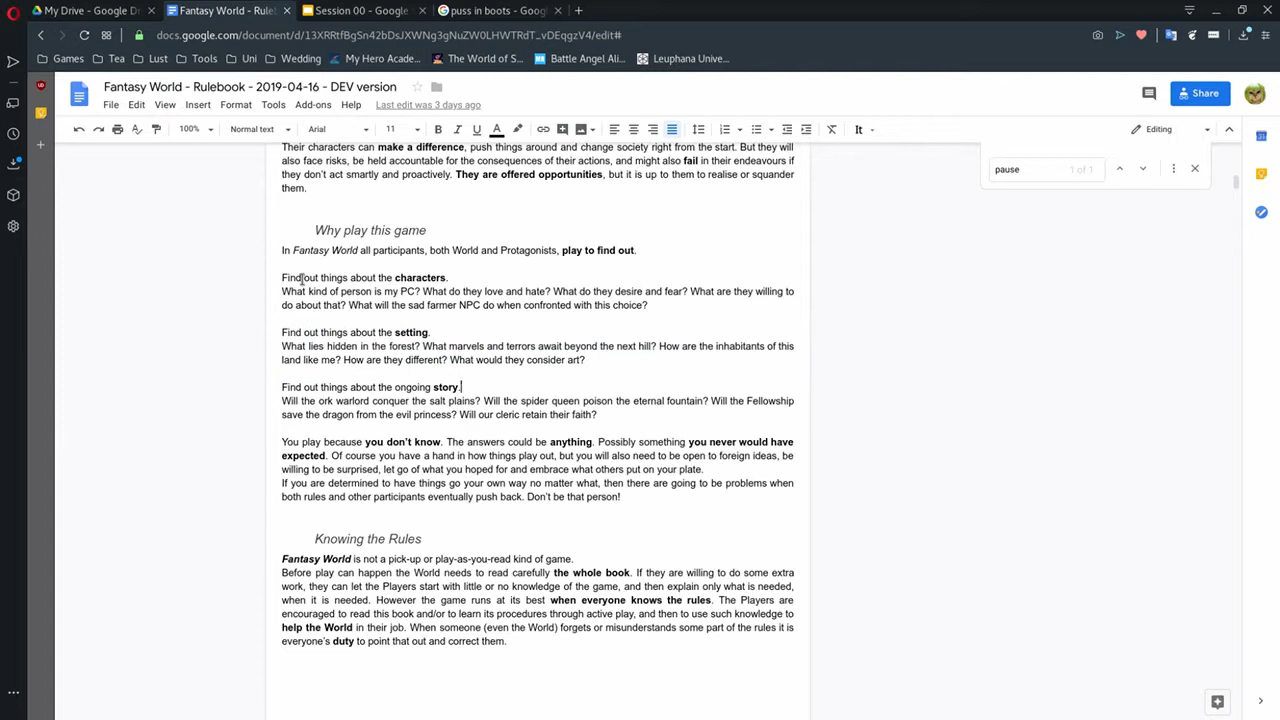 My Drive - Google D
Fantasy World - Ruleb
Session 00 - Google
puss in boots - Goog
docs.google.com/document/d/13XRRtfBgSn42bDsJXWNg3gNuZW0LHWTRdT_vDEqgzV4/edit#
Games
Tea
Lust
Tools
Uni
Wedding
My Hero Acade...
The World of S...
Battle Angel Ali...
Leuphana Univer...
Fantasy World - Rulebook - 2019-04-16 - DEV version
Share
File Edit View Insert Format Tools Add-ons Help Last edit was 3 days ago
100% Normal text Arial 11 B I U A It Editing
pause 1 of 1
Their characters can make a difference, push things around and change society right from the start. But they will
also face risks, be held accountable for the consequences of their actions, and might also fail in their endeavours if
they don't act smartly and proactively. They are offered opportunities, but it is up to them to realise or squander
them.
Why play this game
In Fantasy World all participants, both World and Protagonists, play to find out.
Find out things about the characters.
What kind of person is my PC? What do they love and hate? What do they desire and fear? What are they willing to
do about that? What will the sad farmer NPC do when confronted with this choice?
Find out things about the setting.
What lies hidden in the forest? What marvels and terrors await beyond the next hill? How are the inhabitants of this
land like me? How are they different? What would they consider art?
Find out things about the ongoing story.
Will the ork warlord conquer the salt plains? Will the spider queen poison the eternal fountain? Will the Fellowship
save the dragon from the evil princess? Will our cleric retain their faith?
You play because you don't know. The answers could be anything. Possibly something you never would have
expected. Of course you have a hand in how things play out, but you will also need to be open to foreign ideas, be
willing to be surprised, let go of what you hoped for and embrace what others put on your plate.
If you are determined to have things go your own way no matter what, then there are going to be problems when
both rules and other participants eventually push back. Don't be that person!
Knowing the Rules
Fantasy World is not a pick-up or play-as-you-read kind of game.
Before play can happen the World needs to read carefully the whole book. If they are willing to do some extra
work, they can let the Players start with little or no knowledge of the game, and then explain only what is needed,
when it is needed. However the game runs at its best when everyone knows the rules. The Players are
encouraged to read this book and/or to learn its procedures through active play, and then to use such knowledge to
help the World in their job. When someone (even the World) forgets or misunderstands some part of the rules it is
everyone's duty to point that out and correct them.